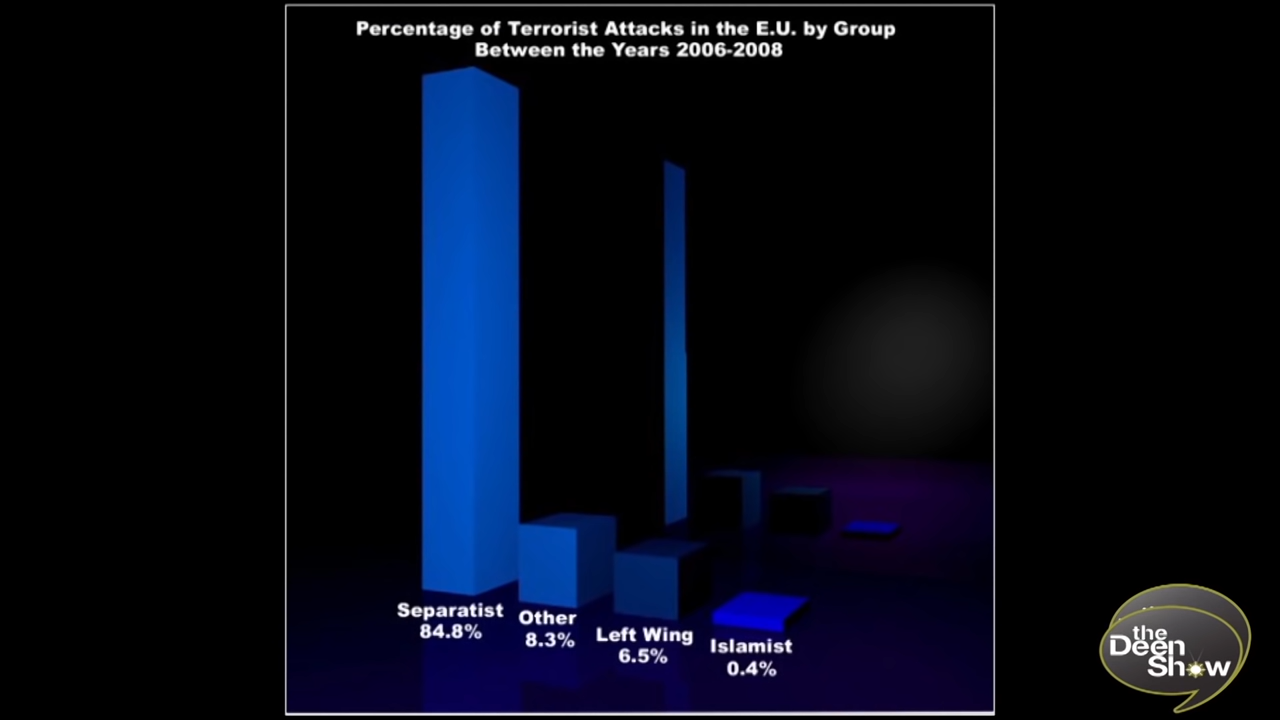 Percentage of Terrorist Attacks in the E.U. by Group
Between the Years 2006-2008
Separatist
84.8%
Other
8.3%
Left Wing
6.5%
Islamist
0.4%
the
Deen
Show